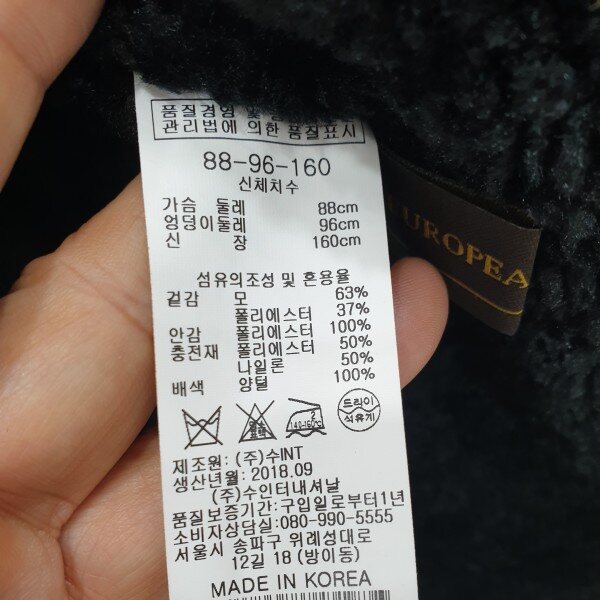 품질경영 및
관리법에 의한 품질표시
88-96-160
신체치수
가슴 둘레 88cm
엉덩이둘레 96cm
신 장 160cm
섬유의조성 및 혼용율
겉감 모 63%
폴리에스터 37%
안감 폴리에스터 100%
충전재 폴리에스터 50%
나일론 50%
배색 양털 100%
2
140-160℃
드라이
석유계
제조원: (주)수INT
생산년월: 2018.09
(주)수인터내셔날
품질보증기간:구입일로부터1년
소비자상담실:080-990-5555
서울시 송파구 위례성대로
12길 18 (방이동)
MADE IN KOREA
EUROPEA